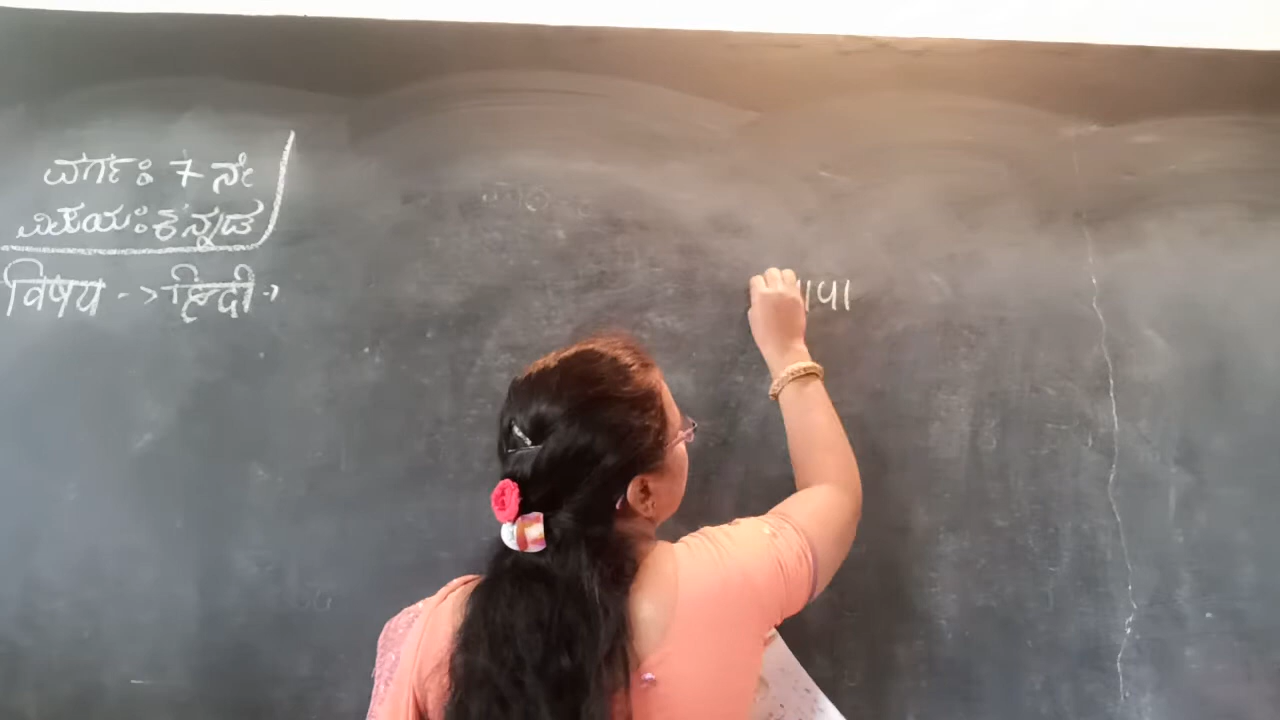 ವರ್ಗಃ 7-ನೇ
ವಿಷಯಃ ಕನ್ನಡ
विषय -> हिन्दी ->